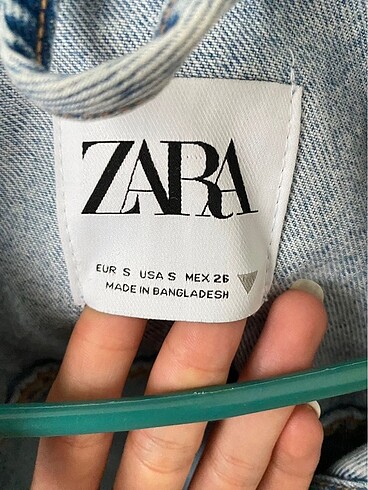 ZARA
EUR S USA S MEX 26
MADE IN BANGLADESH